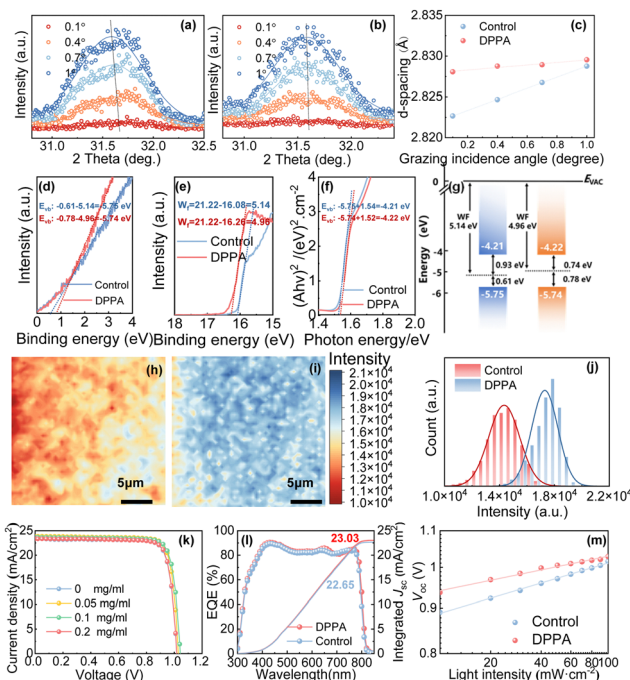 (a)
0.1°
0.4°
0.7°
1°
Intensity (a.u.)
31.0 31.5 32.0 32.5
2 Theta (deg.)
(b)
0.1°
0.4°
0.7°
1°
Intensity (a.u.)
31.0 31.5 32.0 32.5
2 Theta (deg.)
(c)
Control
DPPA
d-spacing (Å)
2.835
2.830
2.825
2.820
0.0 0.2 0.4 0.6 0.8 1.0
Grazing incidence angle (degree)
(d)
Evb: -0.61-5.14=-5.75 eV
Evb: -0.78-4.96=-5.74 eV
Intensity (a.u.)
Control
DPPA
0 1 2 3 4
Binding energy (eV)
(e)
Wf=21.22-16.08=5.14
Wf=21.22-16.26=4.96
Intensity (a.u.)
Control
DPPA
18 17 16 15
Binding energy (eV)
(f)
-5.75+1.54=-4.21 eV
-5.74+1.52=-4.22 eV
(Ahv)² /(eV)².cm-2
4
3
2
1
0
Control
DPPA
1.4 1.5 1.6 1.7 1.8
Photon energy/eV
(g)
EVAC
0
-4
-5
-6
Energy (eV)
WF
5.14 eV
WF
4.96 eV
-4.21
-4.22
0.93 eV
0.74 eV
0.61 eV
0.78 eV
-5.75
-5.74
(h)
5μm
(i)
5μm
Intensity
2.1×10⁴
2.0×10⁴
1.9×10⁴
1.8×10⁴
1.7×10⁴
1.6×10⁴
1.5×10⁴
1.4×10⁴
1.3×10⁴
1.2×10⁴
1.1×10⁴
1.0×10⁴
(j)
Control
DPPA
Count (a.u.)
1.0×10⁴ 1.4×10⁴ 1.8×10⁴ 2.2×10⁴
Intensity (a.u.)
(k)
Current density (mA/cm²)
25
20
15
10
5
0
0 mg/ml
0.05 mg/ml
0.1 mg/ml
0.2 mg/ml
0.0 0.2 0.4 0.6 0.8 1.0 1.2
Voltage (V)
(l)
23.03
22.65
EQE (%)
100
80
60
40
20
0
DPPA
Control
25
20
15
10
5
0
Integrated JSC (mA/cm²)
300 400 500 600 700 800
Wavelength(nm)
(m)
Voc (V)
1.1
1
0.9
0.8
Control
DPPA
20 40 60 80 100
Light intensity (mW·cm-2)